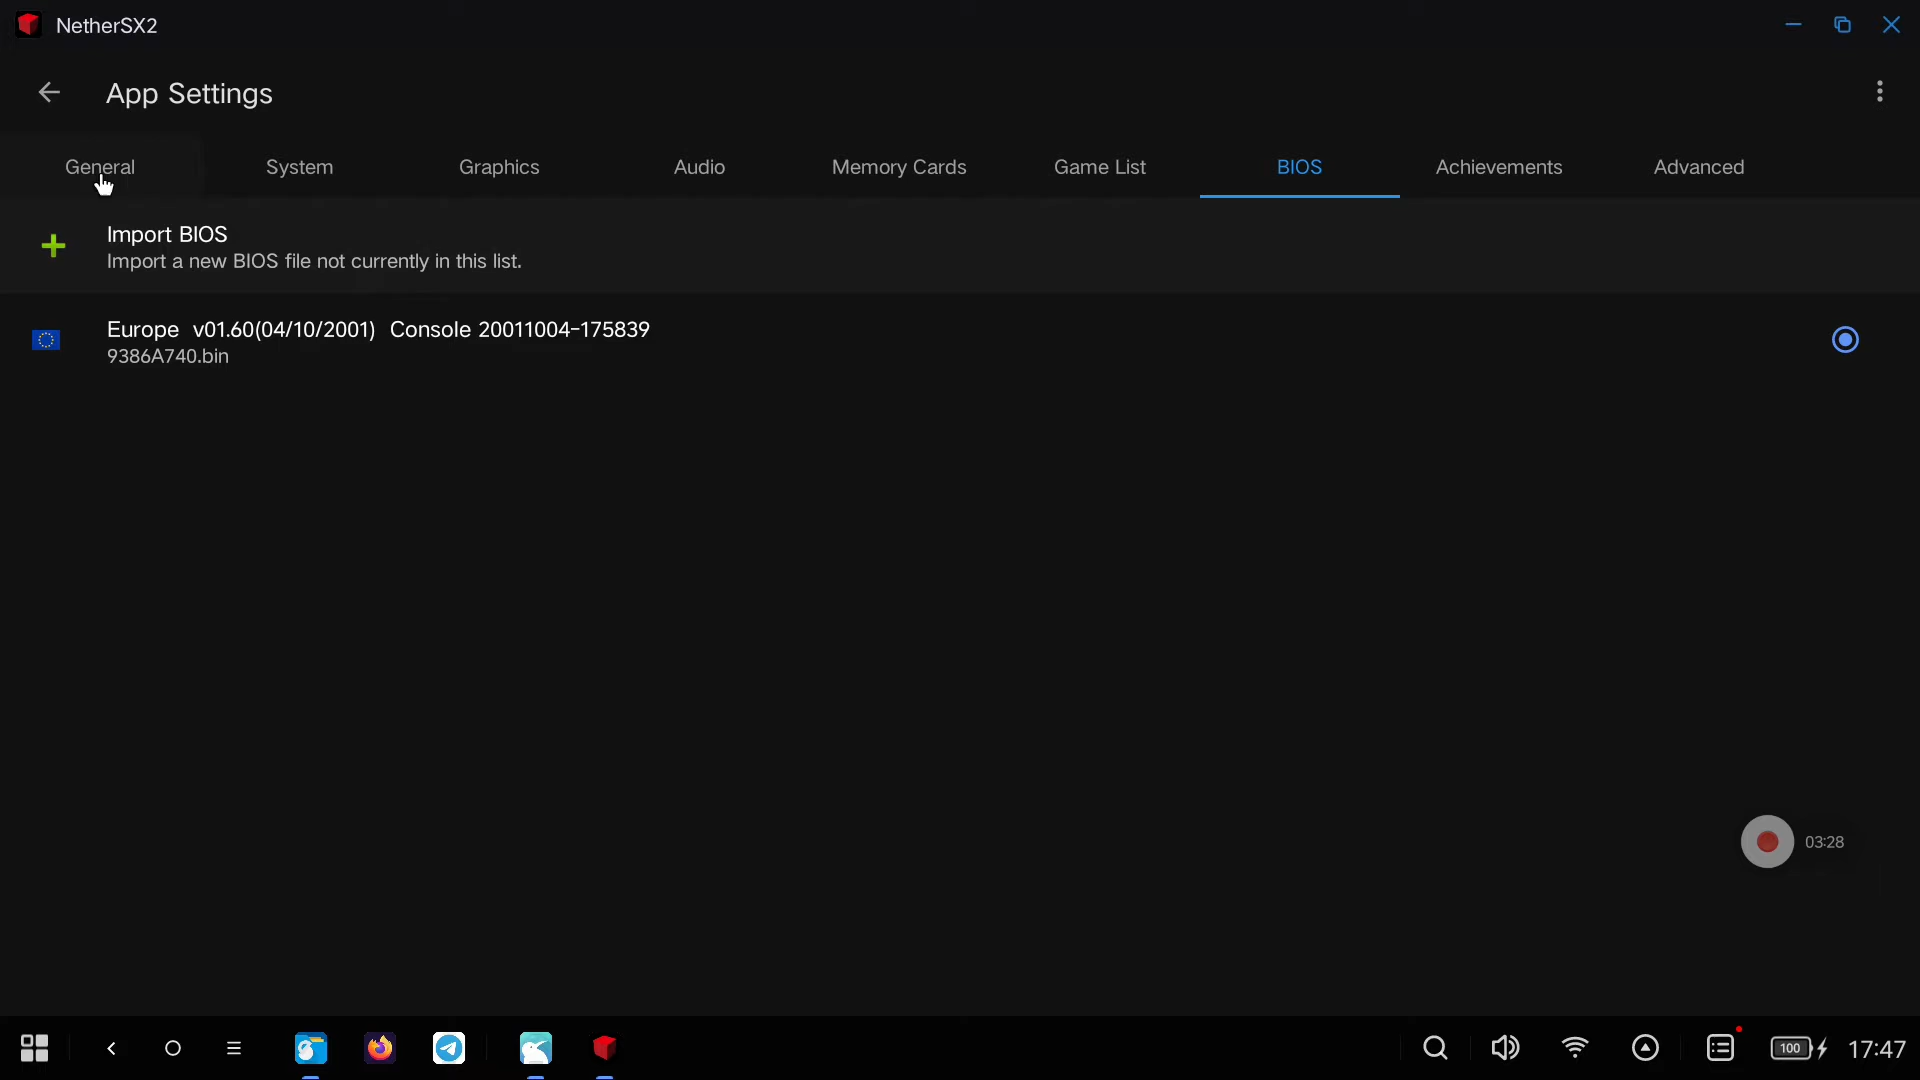 NetherSX2
App Settings
General System Graphics Audio Memory Cards Game List BIOS Achievements Advanced
Import BIOS
Import a new BIOS file not currently in this list.
Europe v01.60(04/10/2001) Console 20011004-175839
9386A740.bin
03:28
100 17:47